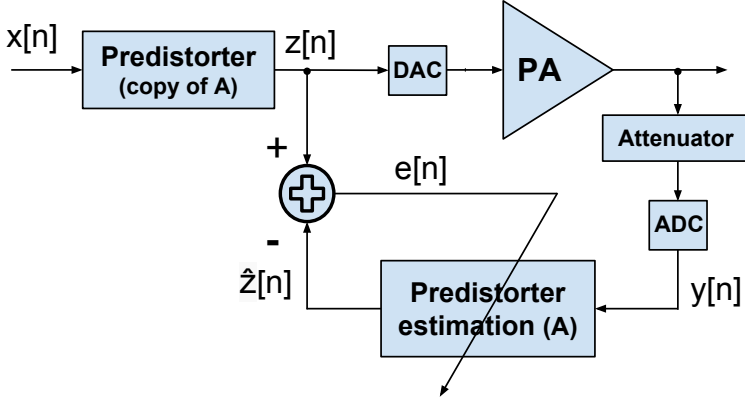 x[n]
Predistorter
(copy of A)
z[n]
DAC
PA
Attenuator
ADC
+
e[n]
-
ẑ[n]
Predistorter
estimation (A)
y[n]